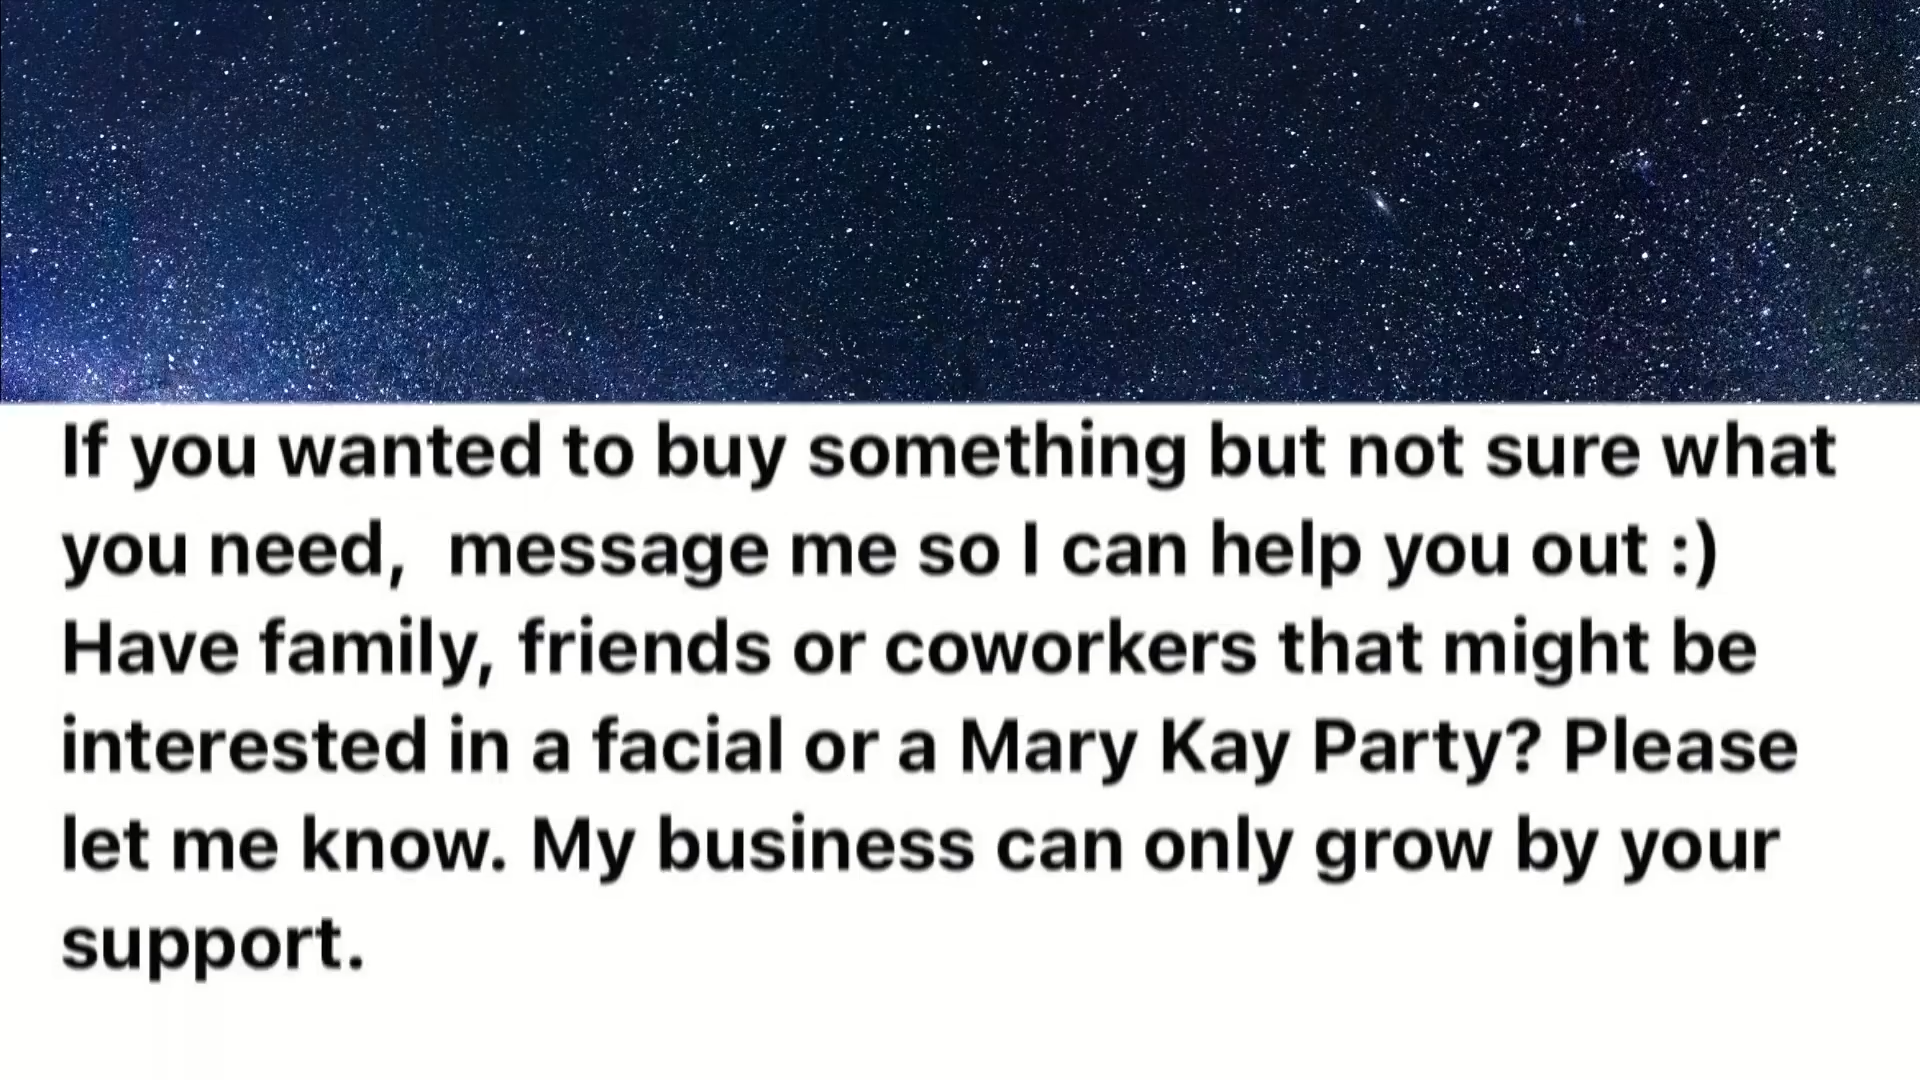 If you wanted to buy something but not sure what
you need,  message me so I can help you out :)
Have family, friends or coworkers that might be
interested in a facial or a Mary Kay Party? Please
let me know. My business can only grow by your
support.